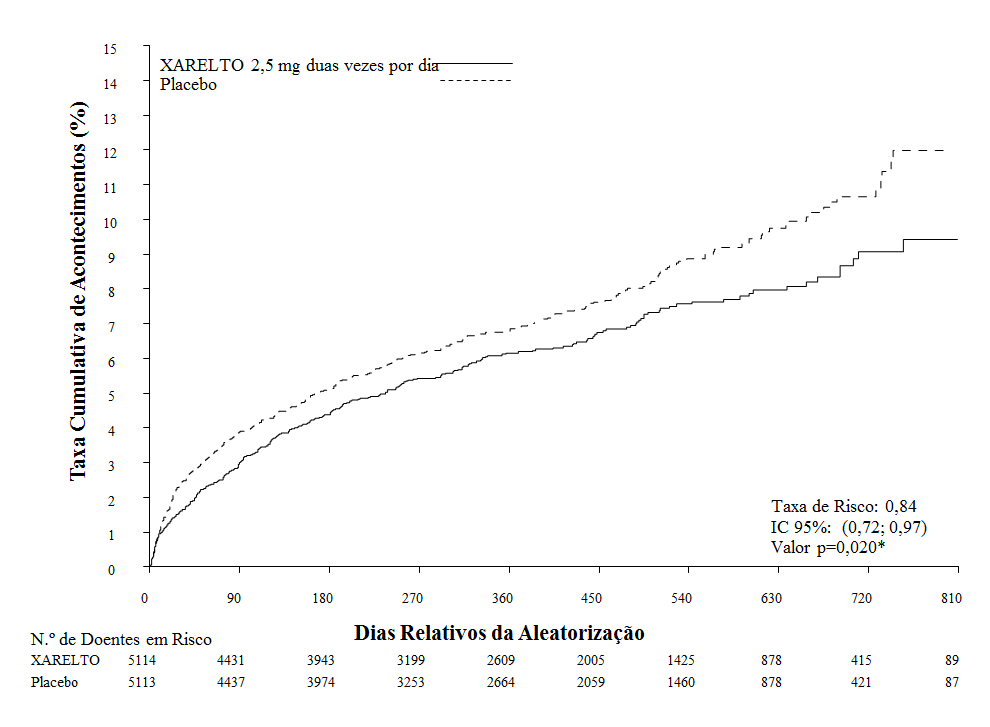 15
XARELTO 2,5 mg duas vezes por dia
Placebo
14
13
12
11
10
9
8
7
6
5
4
3
2
1
0
Taxa Cumulativa de Acontecimentos (%)
Taxa de Risco: 0,84
IC 95%: (0,72; 0,97)
Valor p=0,020*
0 90 180 270 360 450 540 630 720 810
Dias Relativos da Aleatorização
N.º de Doentes em Risco
XARELTO 5114 4431 3943 3199 2609 2005 1425 878 415 89
Placebo 5113 4437 3974 3253 2664 2059 1460 878 421 87